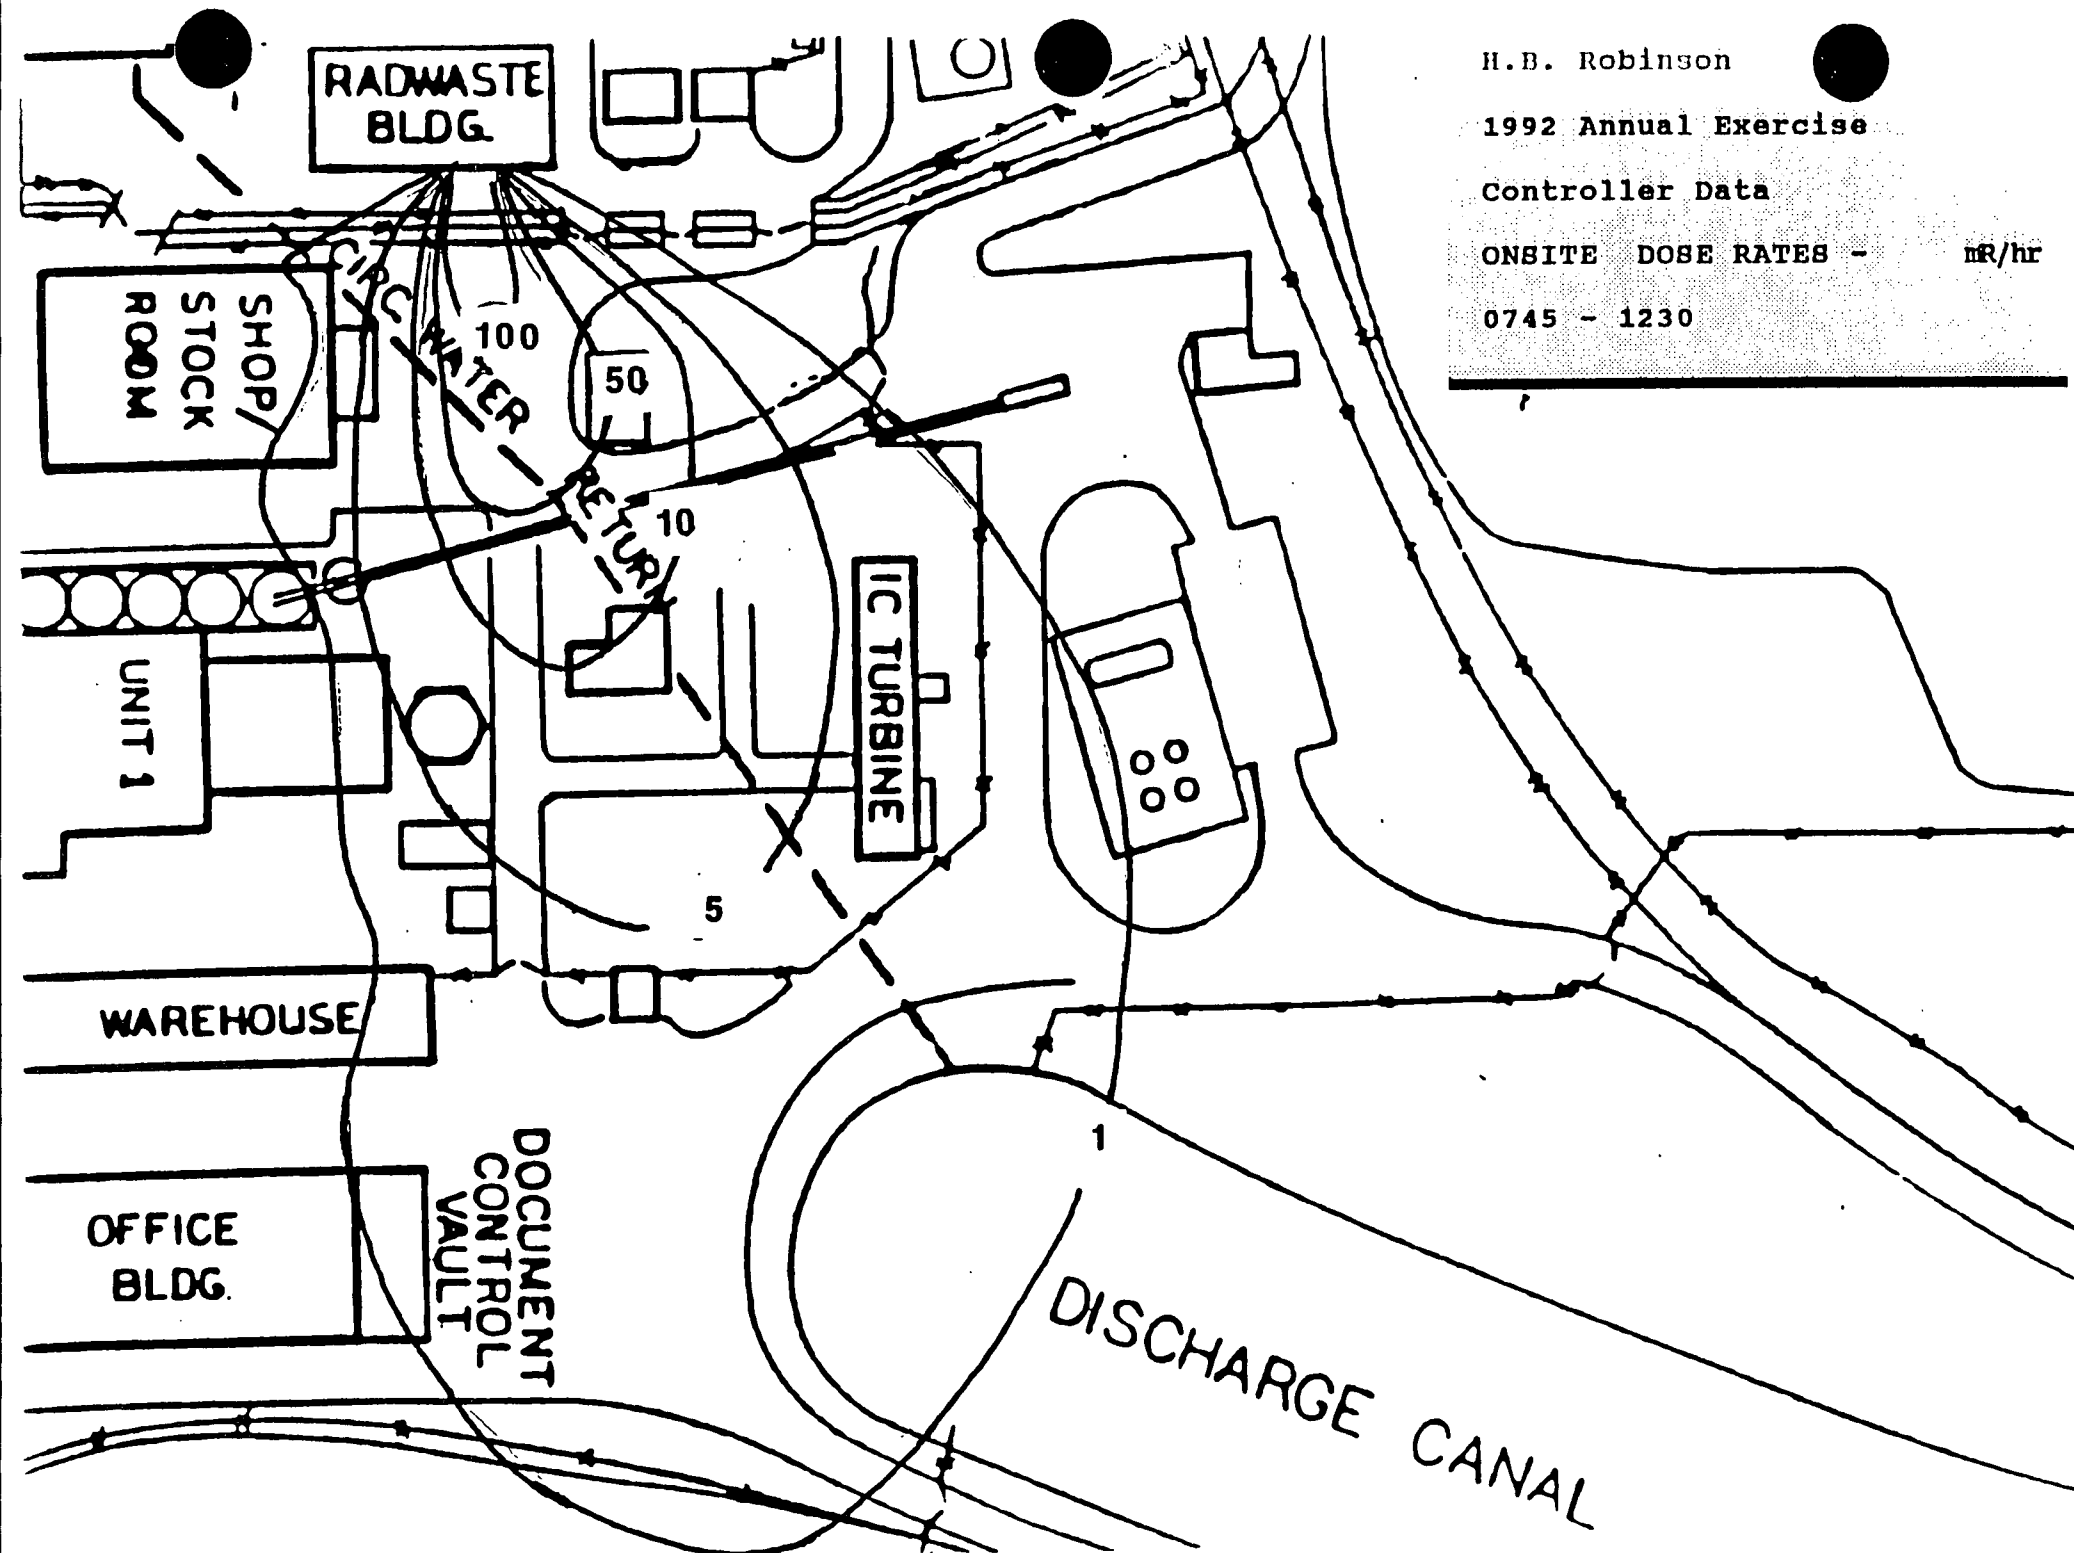 H.B. Robinson
1992 Annual Exercise
Controller Data
ONSITE DOSE RATES - mR/hr
0745 - 1230
RADWASTE
BLDG.
SHOP/
STOCK
ROOM
CIRC WATER RETURN
100
50
10
IC TURBINE
UNIT 1
5
WAREHOUSE
1
DOCUMENT
CONTROL
VAULT
OFFICE
BLDG.
DISCHARGE CANAL